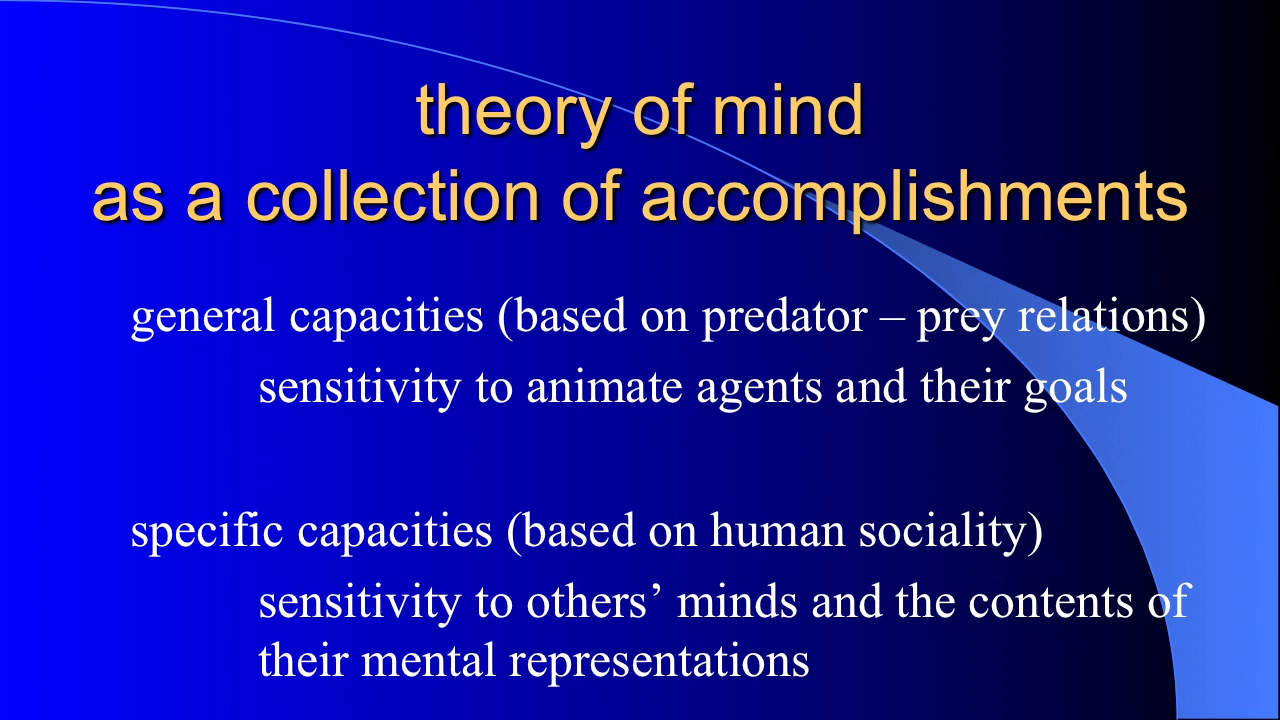 theory of mind
as a collection of accomplishments
general capacities (based on predator – prey relations)
sensitivity to animate agents and their goals
specific capacities (based on human sociality)
sensitivity to others’ minds and the contents of
their mental representations